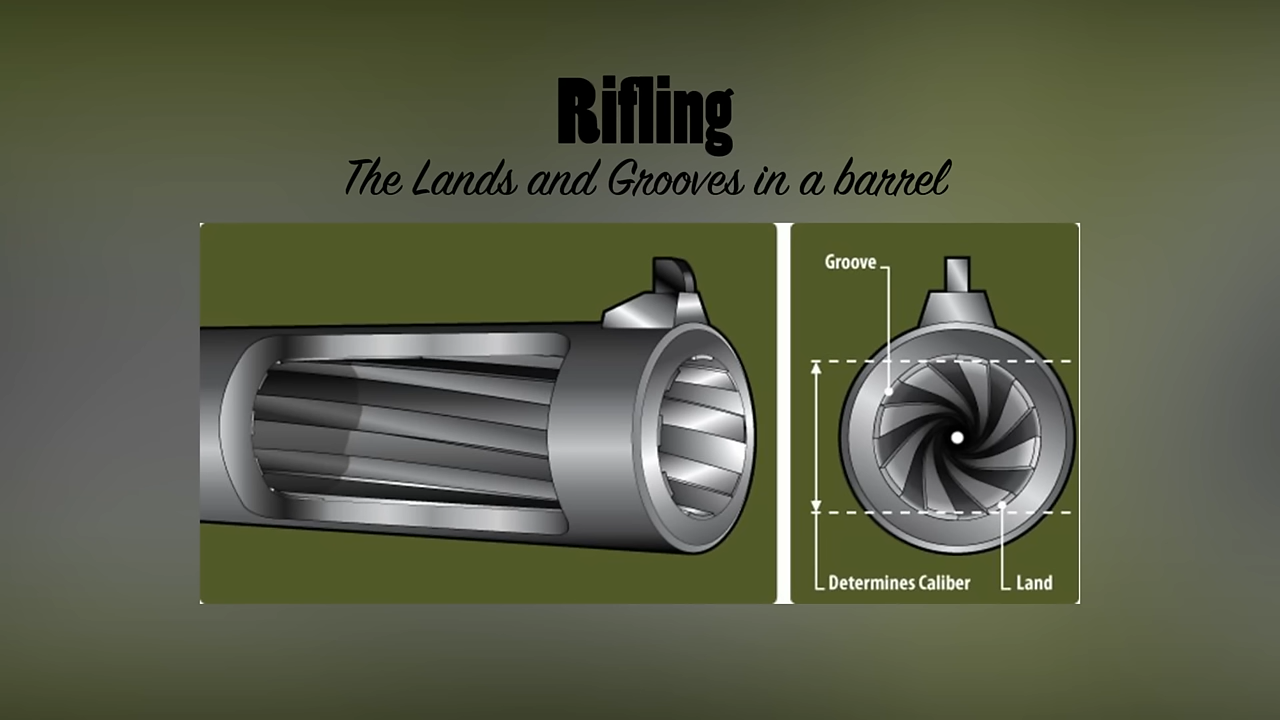 Rifling
The Lands and Grooves in a barrel
Groove
Determines Caliber
Land